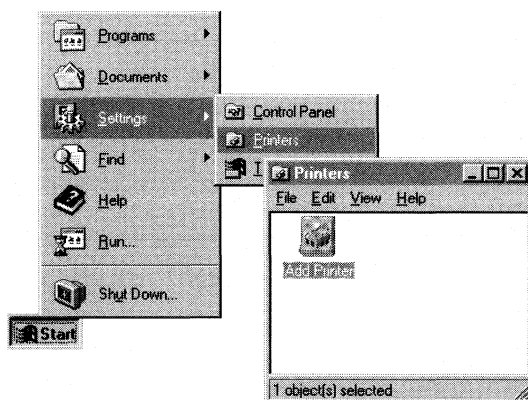 Programs
Documents
Settings
Find
Help
Run...
Shut Down...
Start
Control Panel
Printers
Printers
File Edit View Help
Add Printer
1 object(s) selected